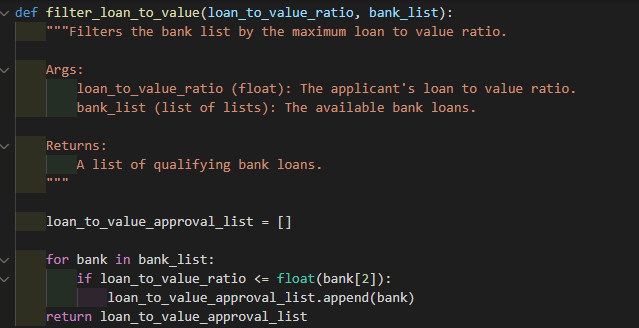 def filter_loan_to_value(loan_to_value_ratio, bank_list):
    """Filters the bank list by the maximum loan to value ratio.

    Args:
        loan_to_value_ratio (float): The applicant's loan to value ratio.
        bank_list (list of lists): The available bank loans.

    Returns:
        A list of qualifying bank loans.
    """

    loan_to_value_approval_list = []

    for bank in bank_list:
        if loan_to_value_ratio <= float(bank[2]):
            loan_to_value_approval_list.append(bank)
    return loan_to_value_approval_list